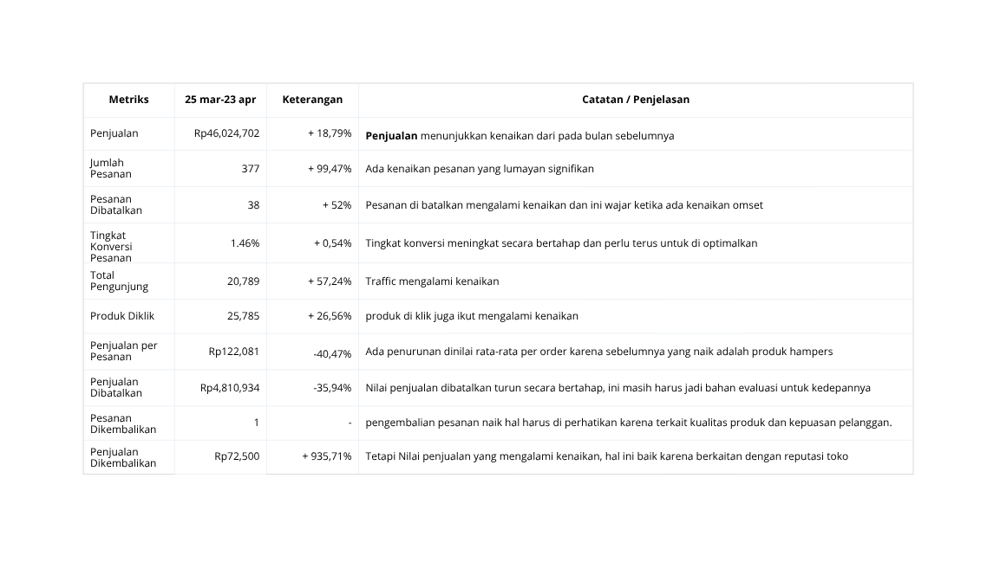 Metriks 25 mar-23 apr Keterangan Catatan / Penjelasan
Penjualan Rp46,024,702 + 18,79% Penjualan menunjukkan kenaikan dari pada bulan sebelumnya
Jumlah
Pesanan 377 + 99,47% Ada kenaikan pesanan yang lumayan signifikan
Pesanan
Dibatalkan 38 + 52% Pesanan di batalkan mengalami kenaikan dan ini wajar ketika ada kenaikan omset
Tingkat
Konversi
Pesanan 1.46% + 0,54% Tingkat konversi meningkat secara bertahap dan perlu terus untuk di optimalkan
Total
Pengunjung 20,789 + 57,24% Traffic mengalami kenaikan
Produk Diklik 25,785 + 26,56% produk di klik juga ikut mengalami kenaikan
Penjualan per
Pesanan Rp122,081 -40,47% Ada penurunan dinilai rata-rata per order karena sebelumnya yang naik adalah produk hampers
Penjualan
Dibatalkan Rp4,810,934 -35,94% Nilai penjualan dibatalkan turun secara bertahap, ini masih harus jadi bahan evaluasi untuk kedepannya
Pesanan
Dikembalikan 1 - pengembalian pesanan naik hal harus di perhatikan karena terkait kualitas produk dan kepuasan pelanggan.
Penjualan
Dikembalikan Rp72,500 + 935,71% Tetapi Nilai penjualan yang mengalami kenaikan, hal ini baik karena berkaitan dengan reputasi toko